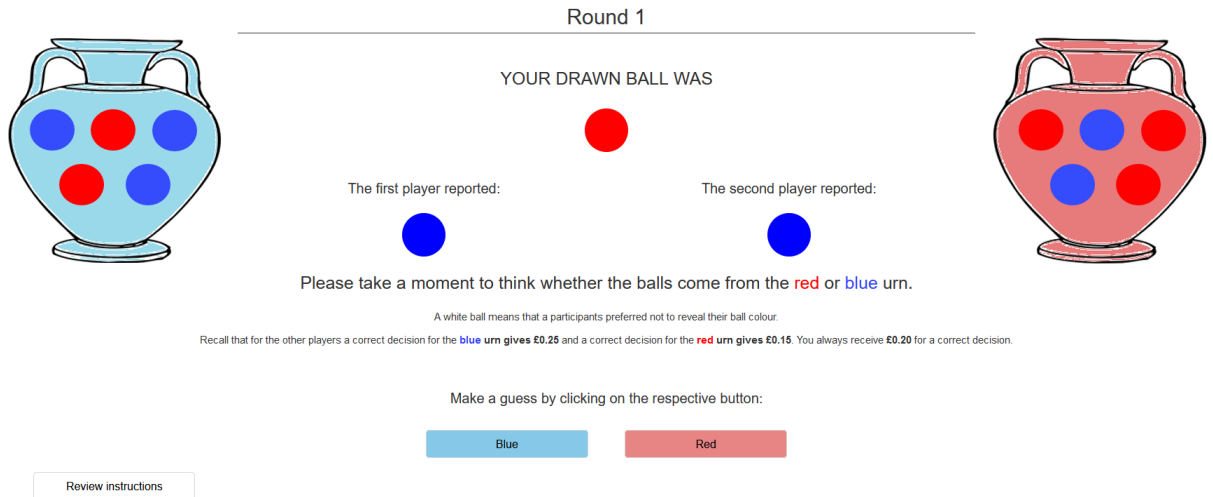 Round 1
YOUR DRAWN BALL WAS
The first player reported:
The second player reported:
Please take a moment to think whether the balls come from the red or blue urn.
A white ball means that a participants preferred not to reveal their ball colour.
Recall that for the other players a correct decision for the blue urn gives £0.25 and a correct decision for the red urn gives £0.15. You always receive £0.20 for a correct decision.
Make a guess by clicking on the respective button:
Blue
Red
Review instructions